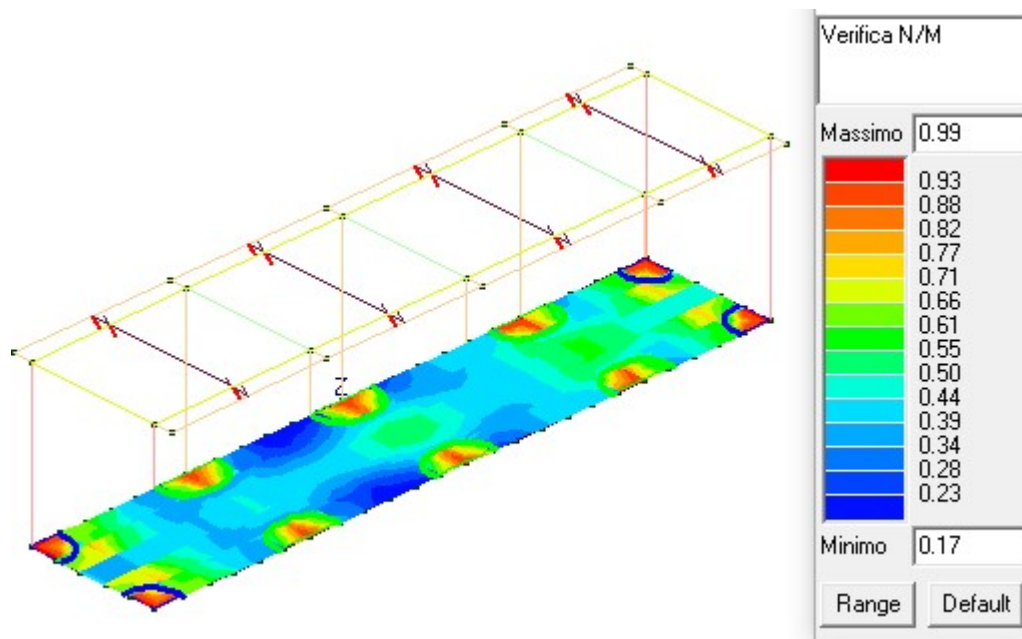 Verifica N/M
Massimo 0.99
0.93
0.88
0.82
0.77
0.71
0.66
0.61
0.55
0.50
0.44
0.39
0.34
0.28
0.23
Minimo 0.17
Range Default
Z